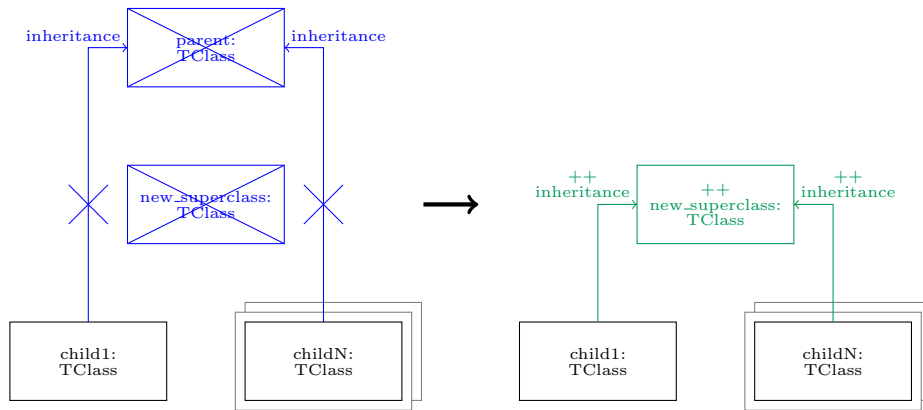 inheritance
parent:
TClass
inheritance
new_superclass:
TClass
child1:
TClass
childN:
TClass
++
inheritance
++
new_superclass:
TClass
++
inheritance
child1:
TClass
childN:
TClass